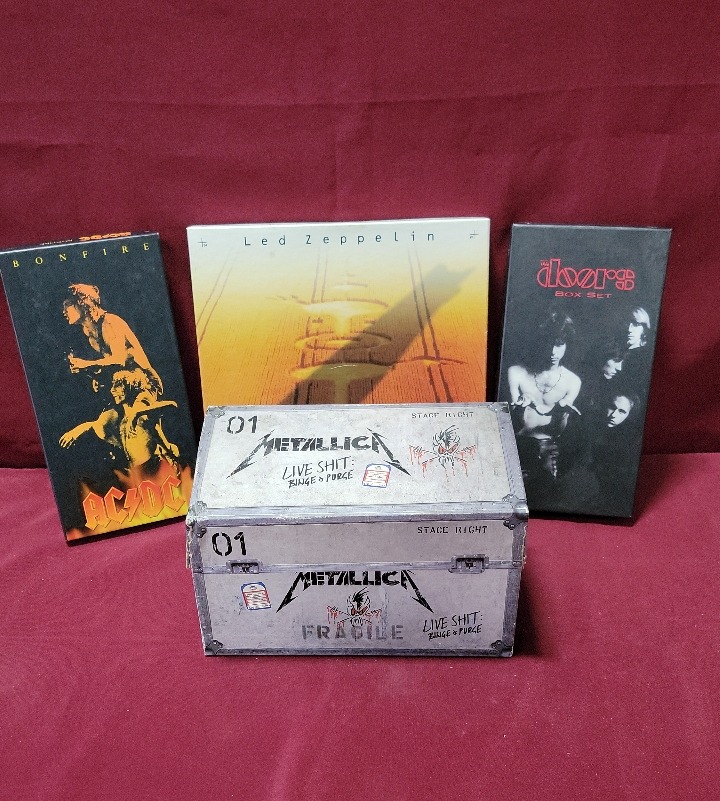 BONFIRE
AC/DC
Led Zeppelin
the doors
BOX SET
01
STAGE RIGHT
METALLICA
LIVE SHIT:
BINGE & PURGE
01
STAGE RIGHT
METALLICA
FRAGILE
LIVE SHIT:
BINGE & PURGE